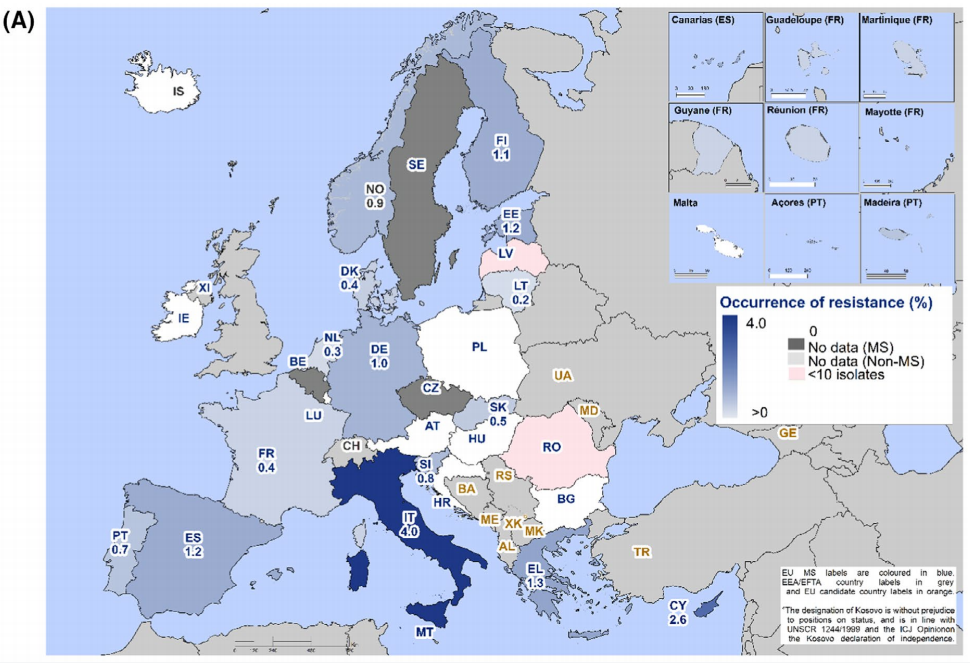 (A)
Canarias (ES)
Guadeloupe (FR)
Martinique (FR)
Guyane (FR)
Réunion (FR)
Mayotte (FR)
Malta
Açores (PT)
Madeira (PT)
IS
FI
1.1
SE
NO
0.9
EE
1.2
LV
LT
0.2
DK
0.4
XI
IE
NL
0.3
BE
DE
1.0
PL
LU
CZ
SK
0.5
UA
MD
AT
HU
RO
CH
FR
0.4
SI
0.8
HR
BA
RS
BG
GE
IT
4.0
ME
XK
MK
AL
TR
PT
0.7
ES
1.2
EL
1.3
MT
CY
2.6
Occurrence of resistance (%)
4.0
>0
0
No data (MS)
No data (Non-MS)
<10 isolates
EU MS labels are coloured in blue.
EEA/EFTA country labels in grey
and EU candidate country labels in orange.
*The designation of Kosovo is without prejudice
to positions on status, and is in line with
UNSCR 1244/1999 and the ICJ Opinionon
the Kosovo declaration of independence.